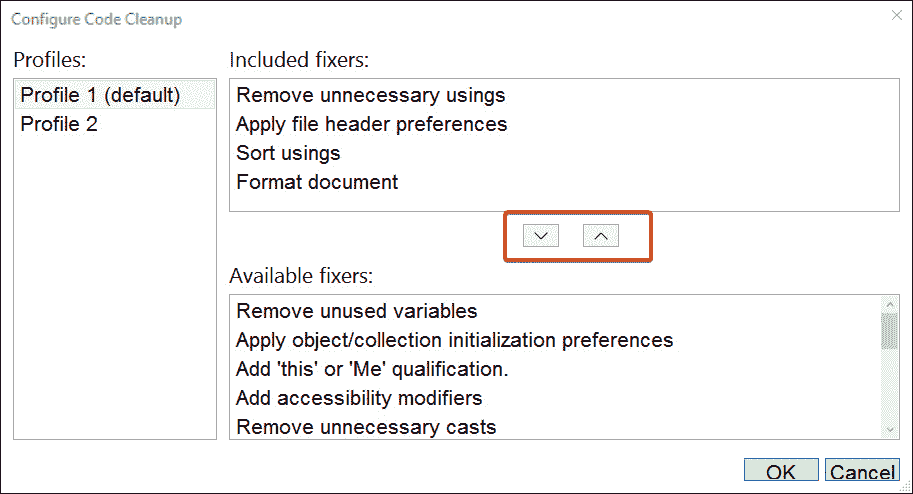 Configure Code Cleanup
Profiles:
Profile 1 (default)
Profile 2
Included fixers:
Remove unnecessary usings
Apply file header preferences
Sort usings
Format document
Available fixers:
Remove unused variables
Apply object/collection initialization preferences
Add 'this' or 'Me' qualification.
Add accessibility modifiers
Remove unnecessary casts
OK
Cancel